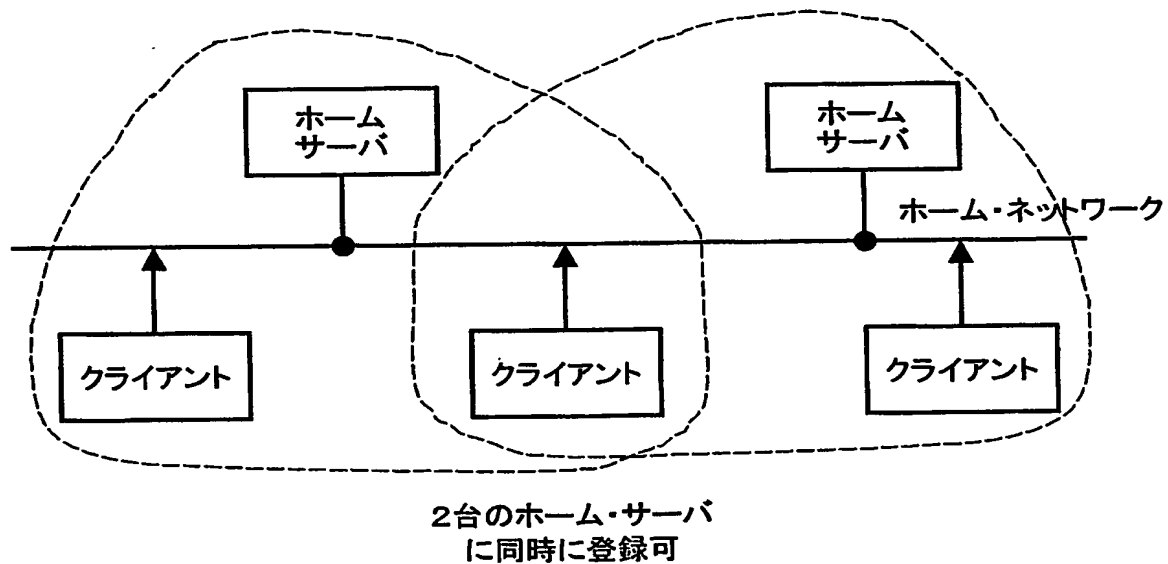 ホーム
サーバ
ホーム
サーバ
ホーム・ネットワーク
クライアント
クライアント
クライアント
2台のホーム・サーバ
に同時に登録可